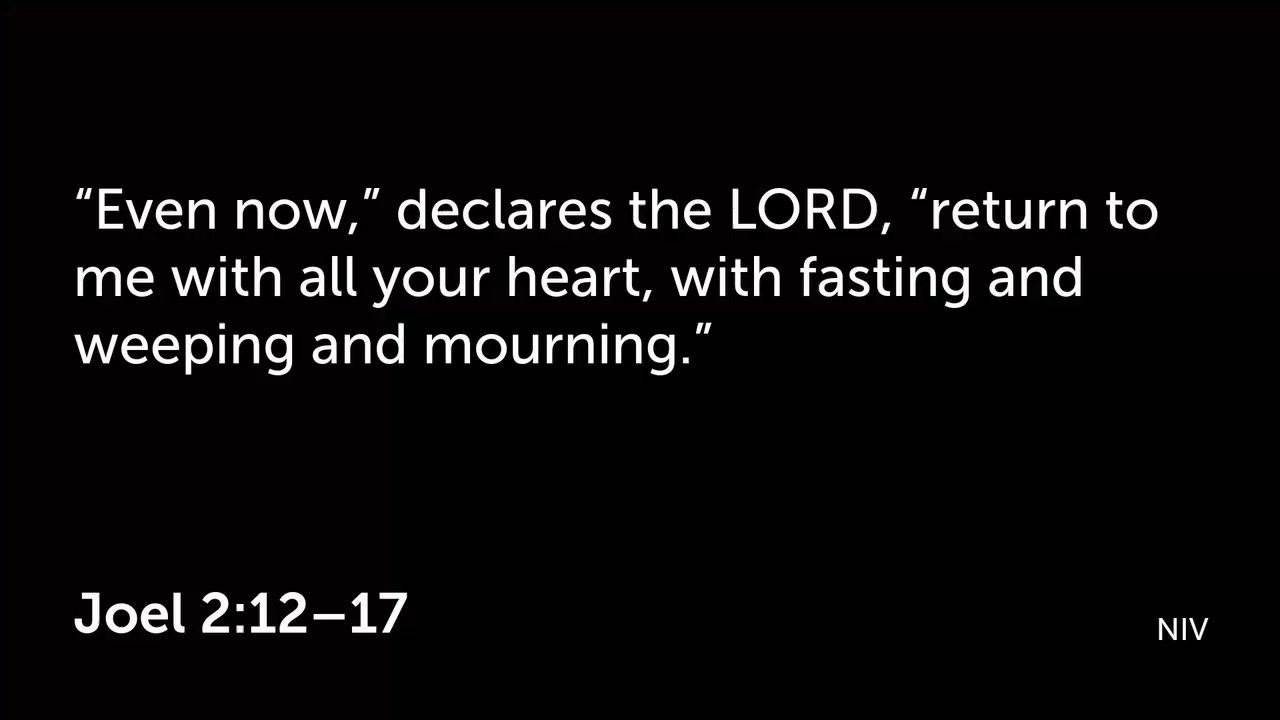 “Even now,” declares the LORD, “return to
me with all your heart, with fasting and
weeping and mourning.”
Joel 2:12–17
NIV